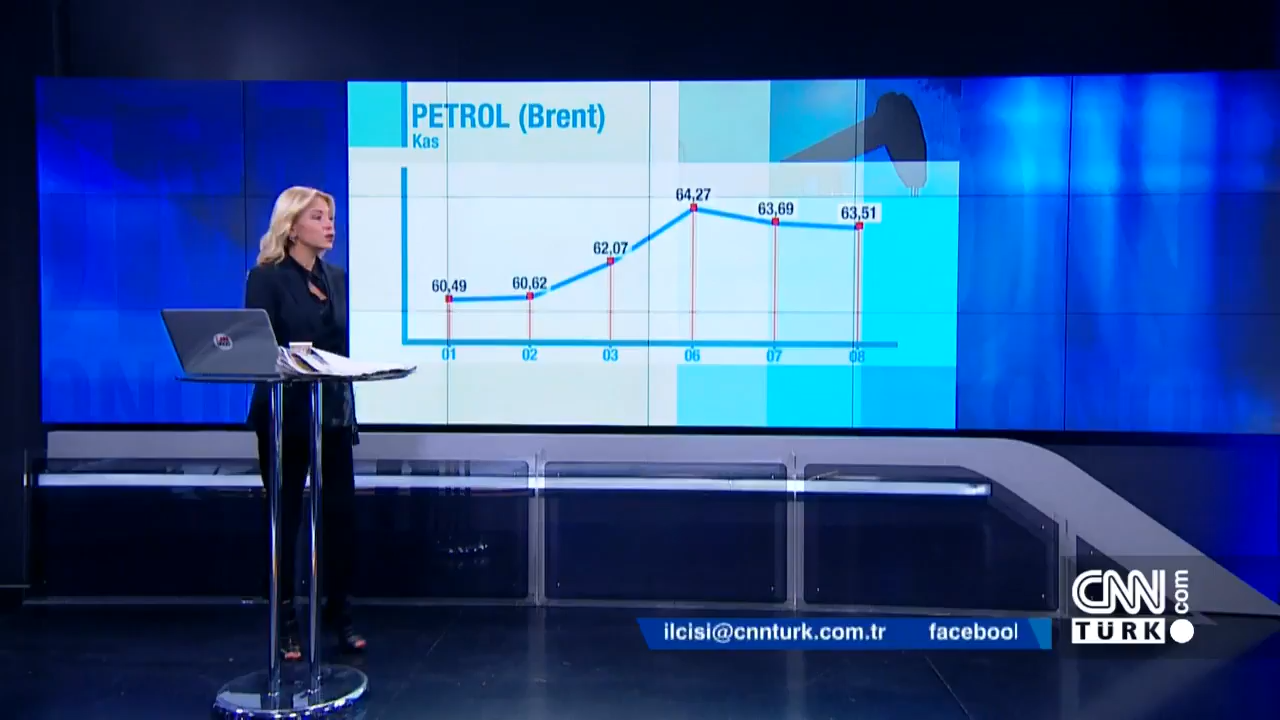 PETROL (Brent)
Kas
64,27
63,69
63,51
62,07
60,49
60,62
01
02
03
06
07
08
ilcisi@cnnturk.com.tr faceboo
CNN
TÜRK
.com